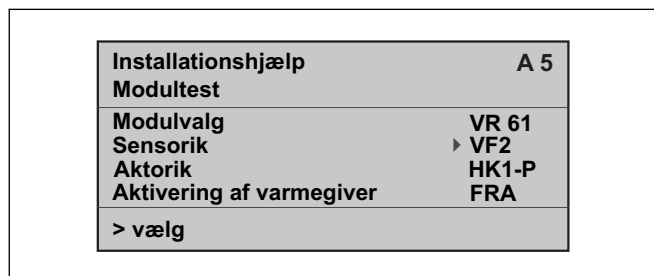 Installationshjælp A 5
Modultest
Modulvalg VR 61
Sensorik VF2
Aktorik HK1-P
Aktivering af varmegiver FRA
> vælg